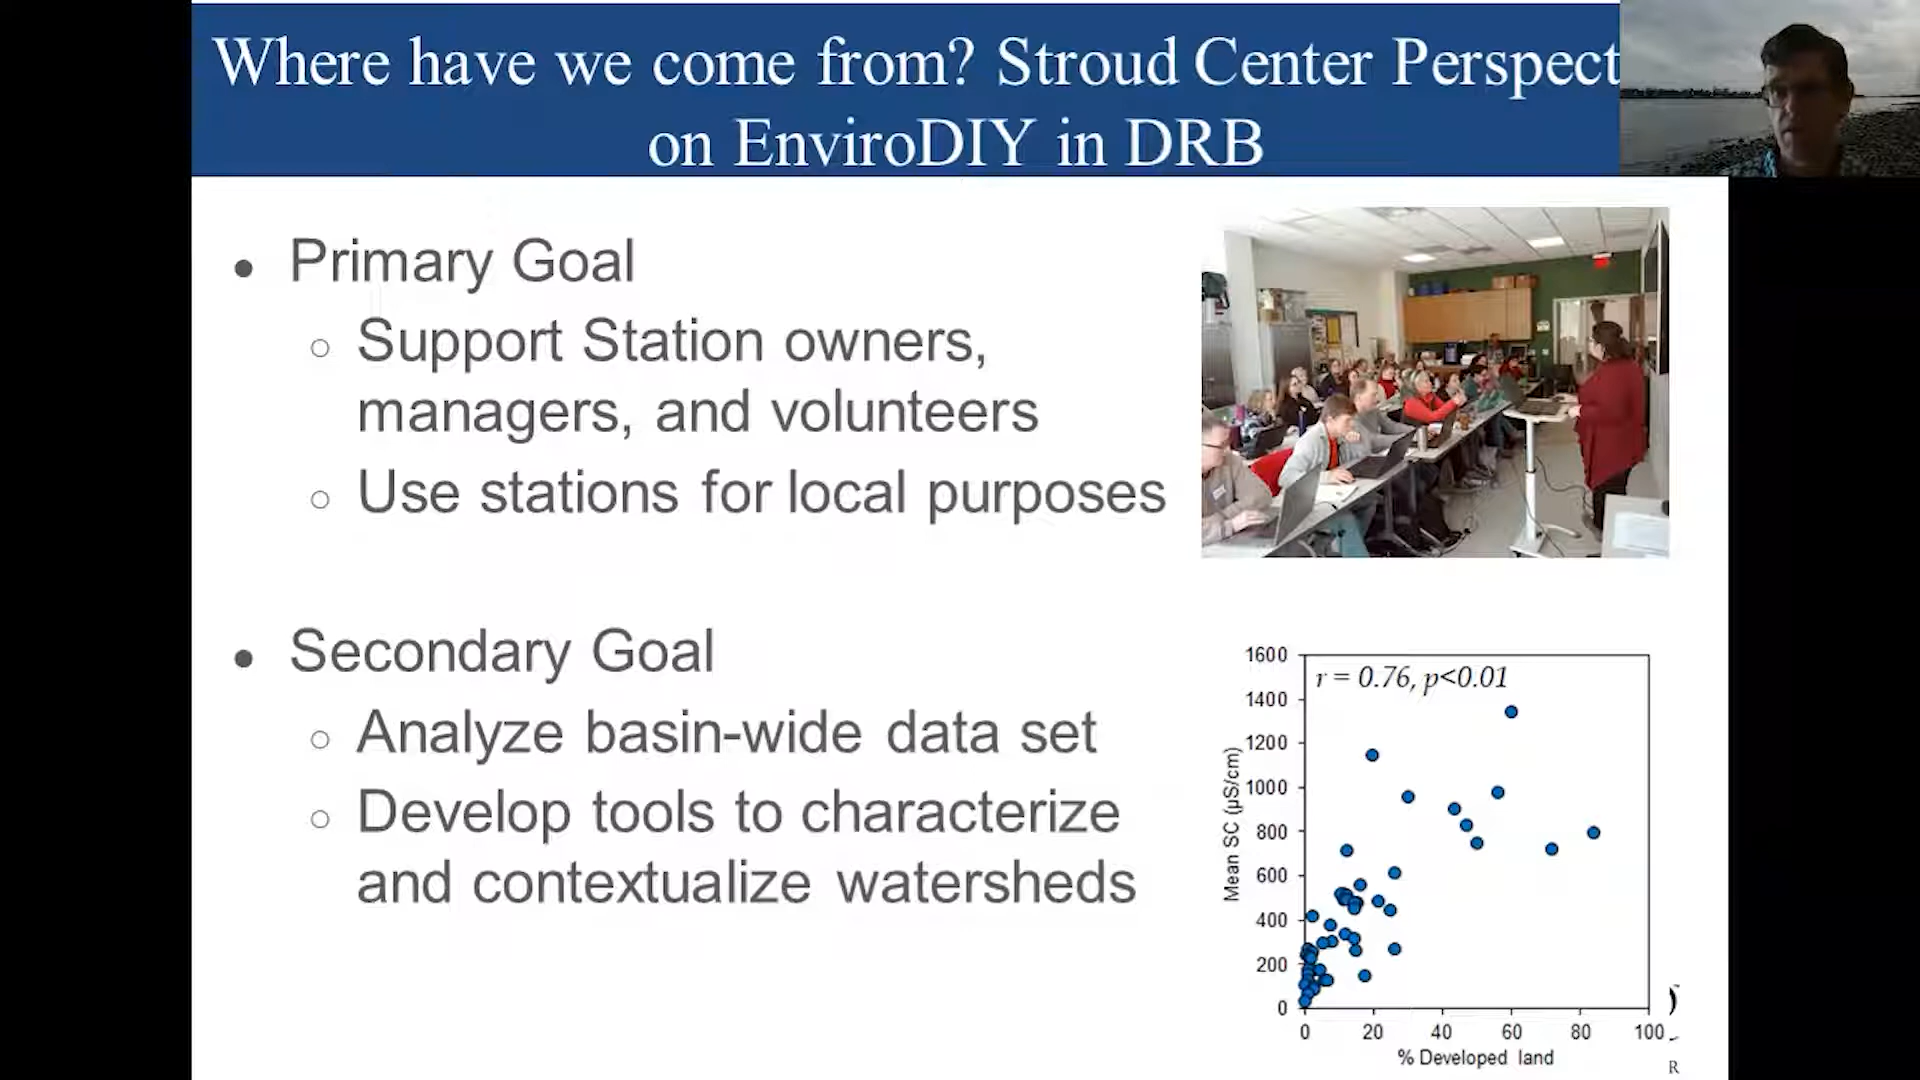 Where have we come from? Stroud Center Perspect
on EnviroDIY in DRB
● Primary Goal
○ Support Station owners,
managers, and volunteers
○ Use stations for local purposes
● Secondary Goal
○ Analyze basin-wide data set
○ Develop tools to characterize
and contextualize watersheds
r = 0.76, p<0.01
Mean SC (µS/cm)
1600
1400
1200
1000
800
600
400
200
0
0 20 40 60 80 100
% Developed land
R